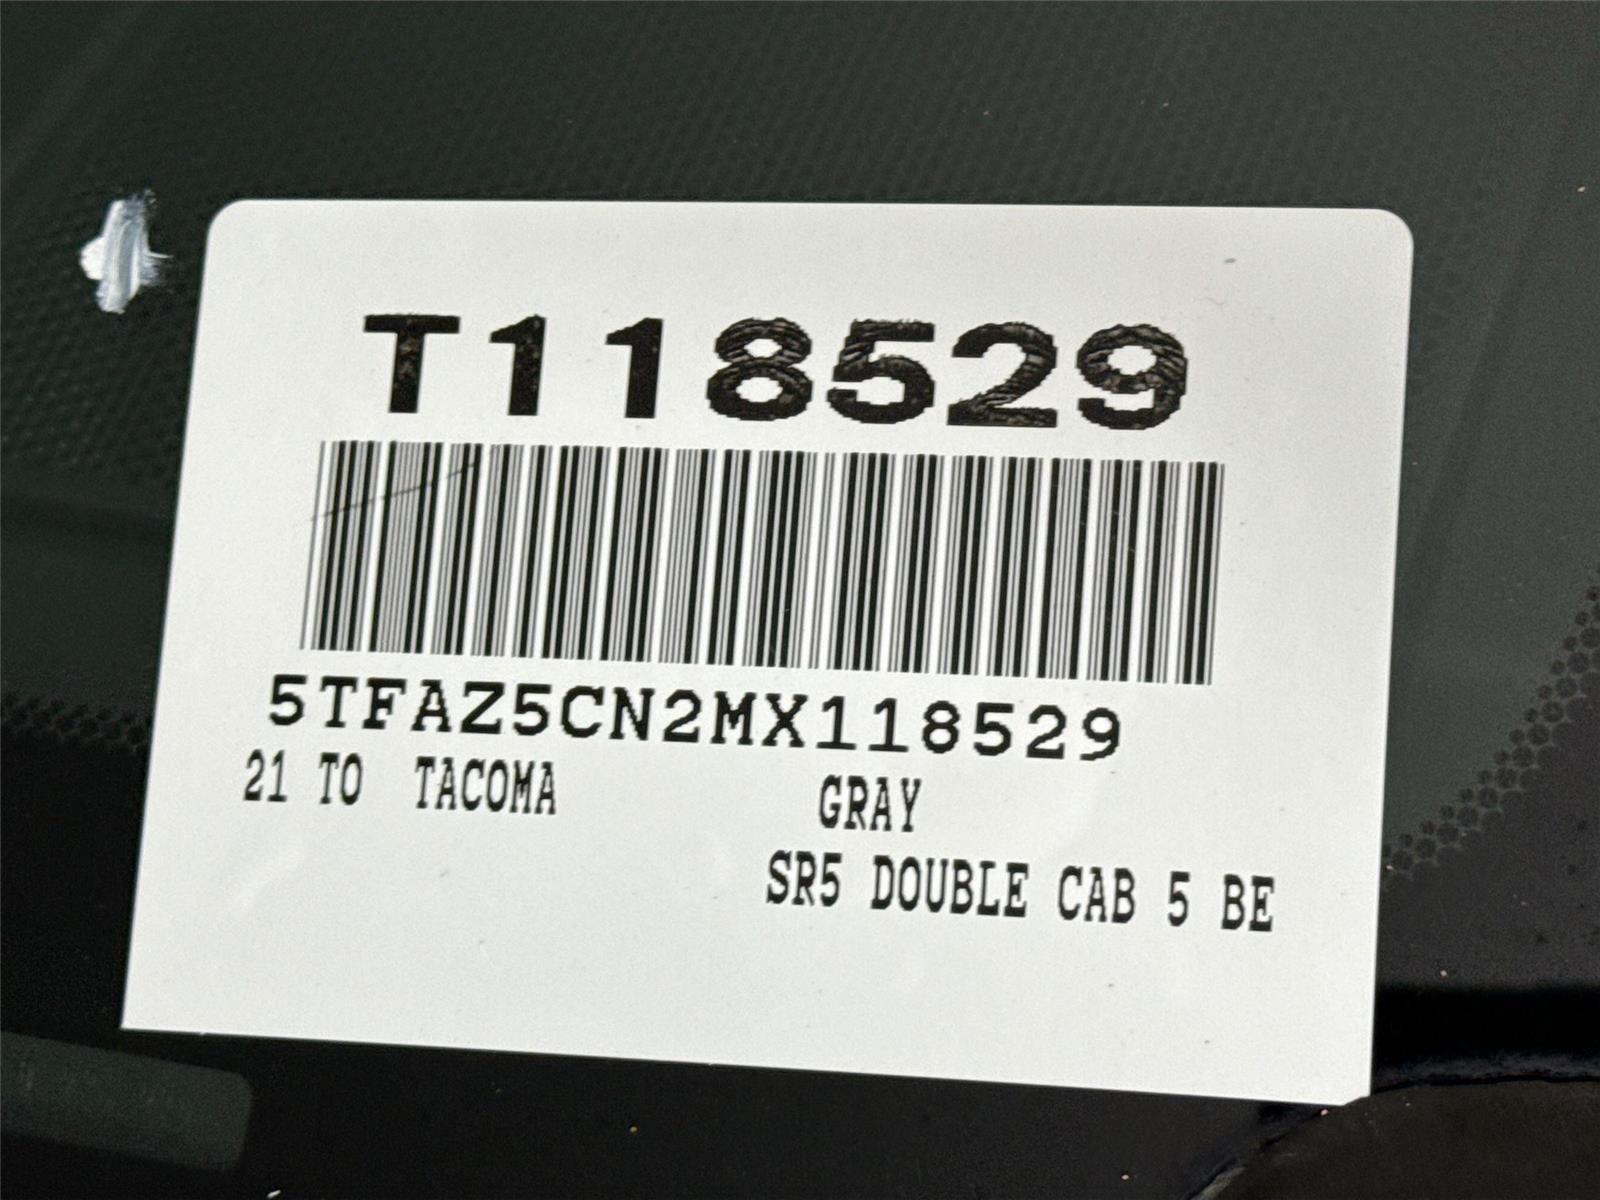 T118529
5TFAZ5CN2MX118529
21 TO TACOMA GRAY
SR5 DOUBLE CAB 5 BE